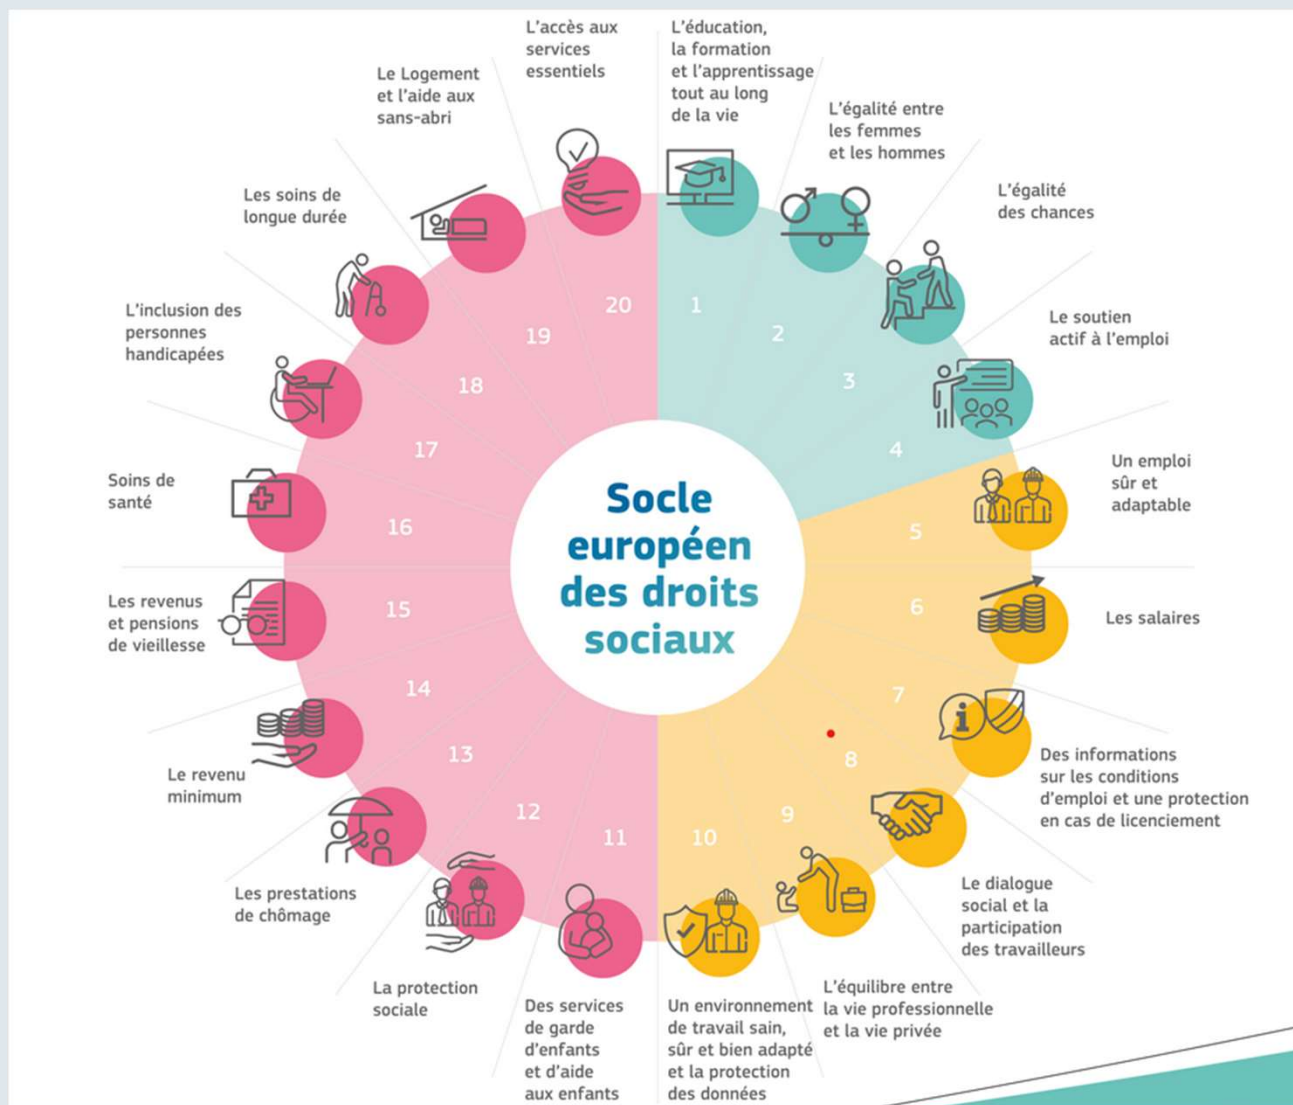 L'accès aux
services
essentiels
L'éducation,
la formation
et l'apprentissage
tout au long
de la vie
Le Logement
et l'aide aux
sans-abri
L'égalité entre
les femmes
et les hommes
Les soins de
longue durée
L'égalité
des chances
L'inclusion des
personnes
handicapées
Le soutien
actif à l'emploi
Soins de
santé
Un emploi
sûr et
adaptable
Les revenus
et pensions
de vieillesse
Les salaires
Le revenu
minimum
Des informations
sur les conditions
d'emploi et une protection
en cas de licenciement
Les prestations
de chômage
Le dialogue
social et la
participation
des travailleurs
La protection
sociale
L'équilibre entre
la vie professionnelle
et la vie privée
Des services
de garde
d'enfants
et d'aide
aux enfants
Un environnement
de travail sain,
sûr et bien adapté
et la protection
des données
20
1
19
2
18
3
17
4
16
5
15
6
14
7
13
8
12
9
11
10
i
Socle
européen
des droits
sociaux